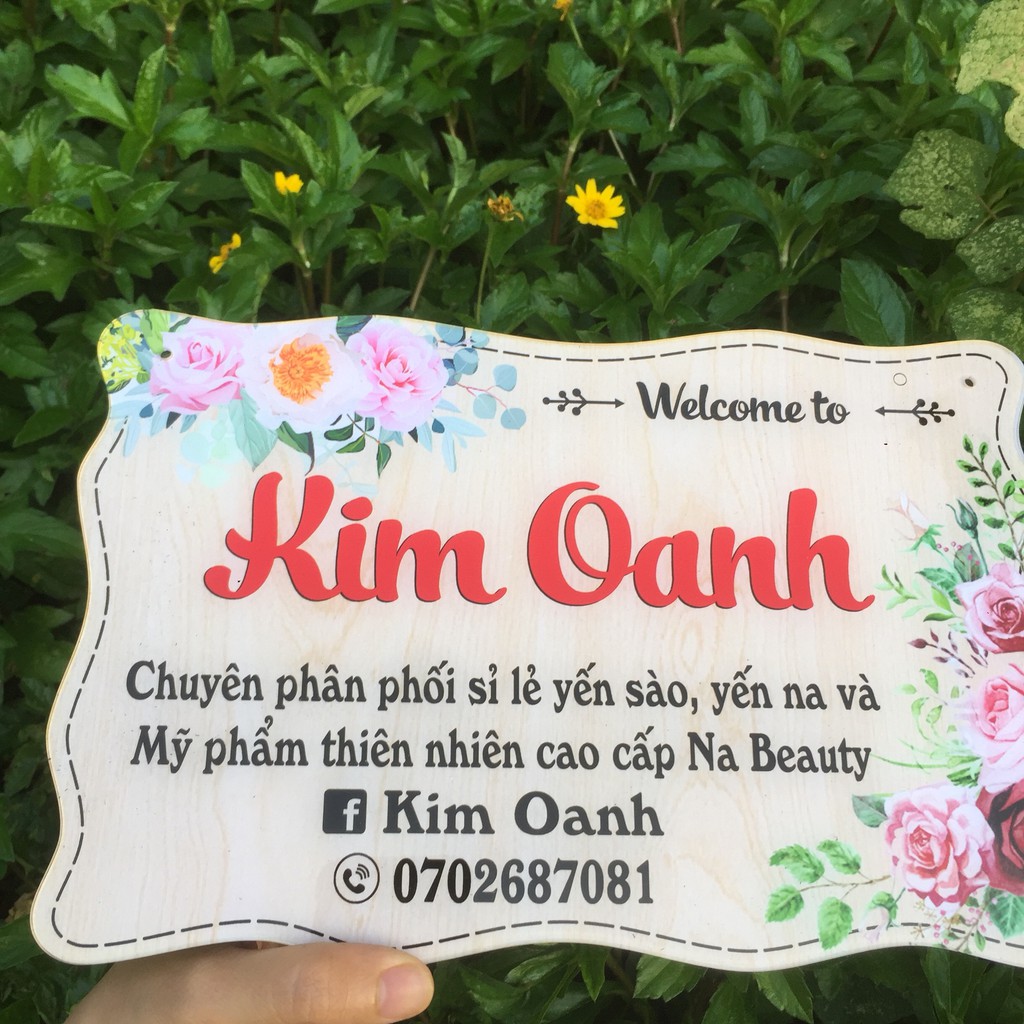 Welcome to
Kim Oanh
Chuyên phân phối sỉ lẻ yến sào, yến na và
Mỹ phẩm thiên nhiên cao cấp Na Beauty
f Kim Oanh
0702687081